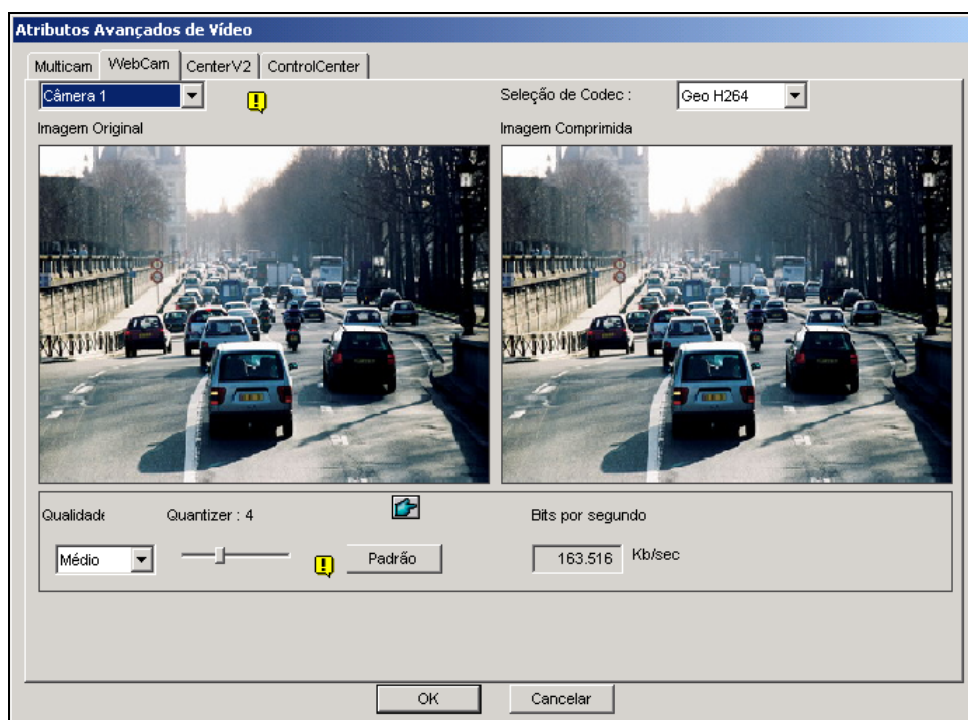 Atributos Avançados de Vídeo
Multicam WebCam CenterV2 ControlCenter
Câmera 1 Seleção de Codec : Geo H264
Imagem Original Imagem Comprimida
Qualidade Quantizer : 4 Bits por segundo
Médio Padrão 163.516 Kb/sec
OK Cancelar